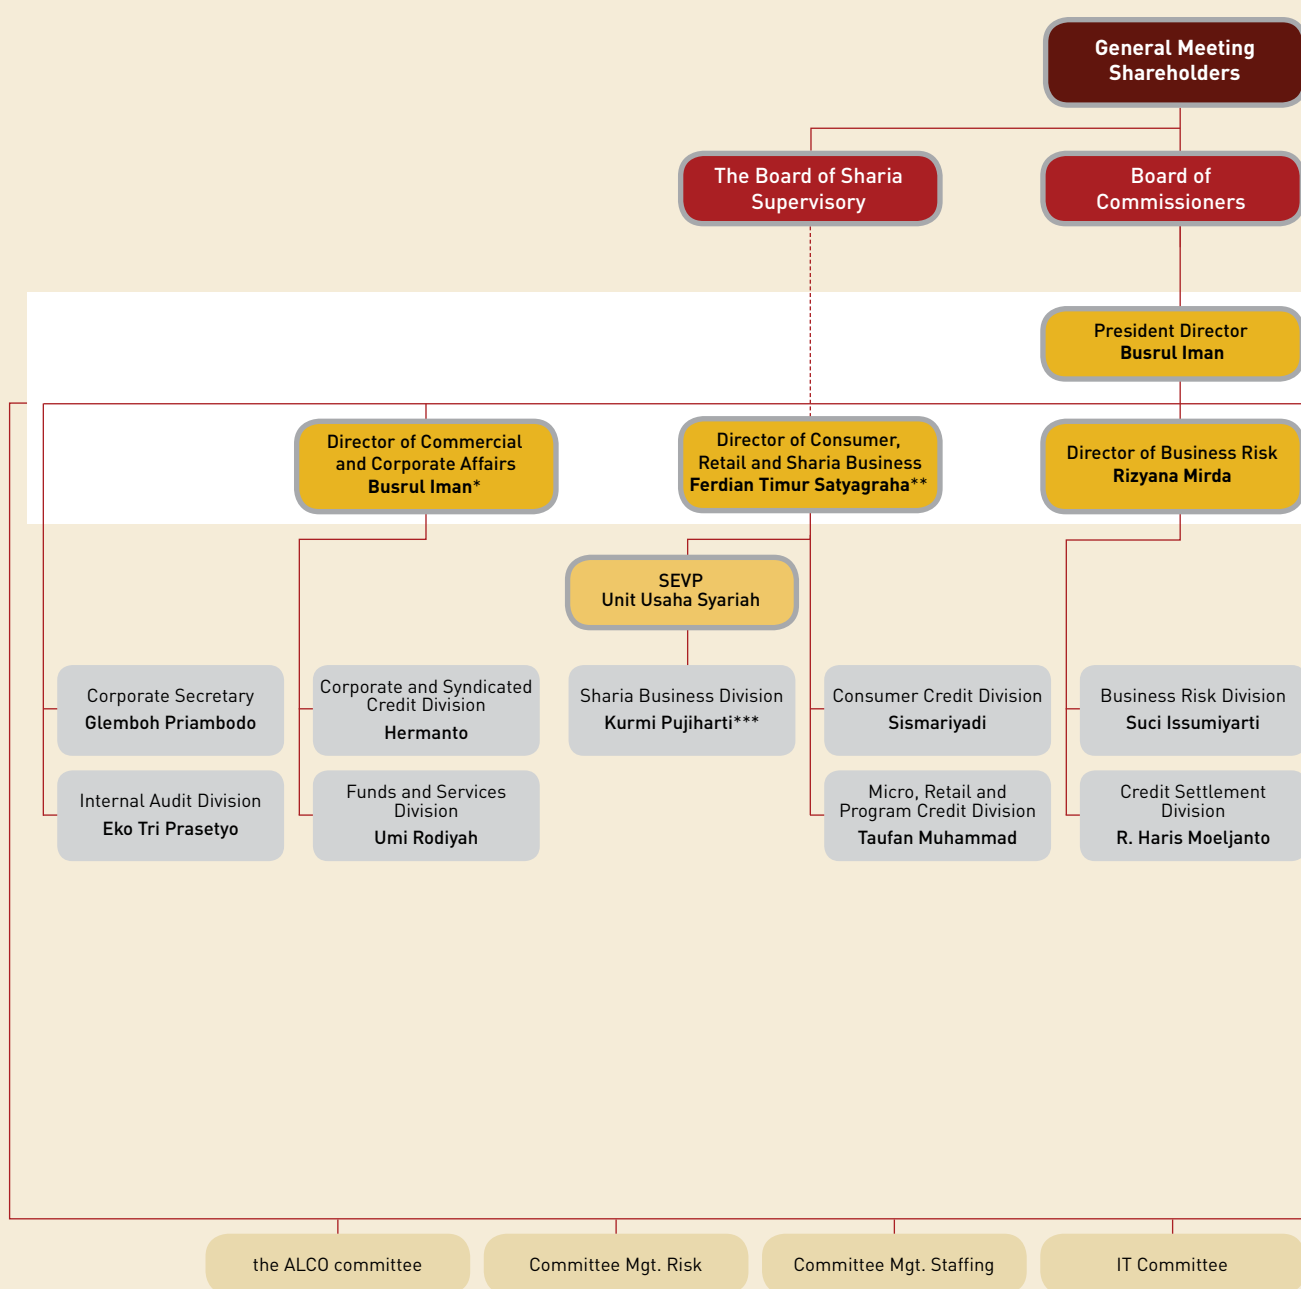 General Meeting
Shareholders
The Board of Sharia
Supervisory
Board of
Commissioners
President Director
Busrul Iman
Director of Commercial
and Corporate Affairs
Busrul Iman*
Director of Consumer,
Retail and Sharia Business
Ferdian Timur Satyagraha**
Director of Business Risk
Rizyana Mirda
SEVP
Unit Usaha Syariah
Corporate Secretary
Glemboh Priambodo
Corporate and Syndicated
Credit Division
Hermanto
Sharia Business Division
Kurmi Pujiharti***
Consumer Credit Division
Sismariyadi
Business Risk Division
Suci Issumiyarti
Internal Audit Division
Eko Tri Prasetyo
Funds and Services
Division
Umi Rodiyah
Micro, Retail and
Program Credit Division
Taufan Muhammad
Credit Settlement
Division
R. Haris Moeljanto
the ALCO committee
Committee Mgt. Risk
Committee Mgt. Staffing
IT Committee